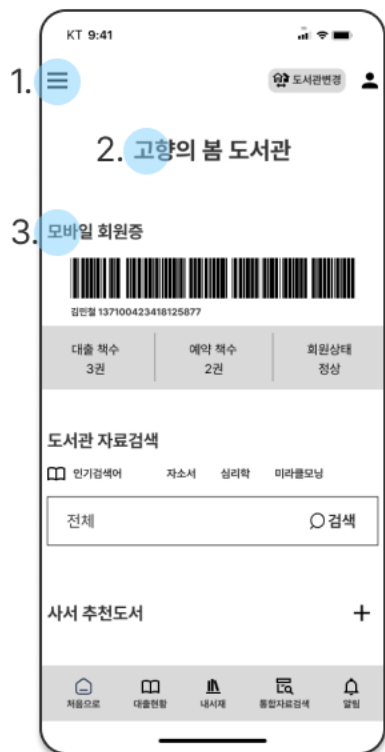 KT 9:41
1.
도서관변경
2. 고향의 봄 도서관
3. 모바일 회원증
김민철 137100423418125877
대출 책수 예약 책수 회원상태
3권 2권 정상
도서관 자료검색
인기검색어 자소서 심리학 미라클모닝
전체 검색
사서 추천도서 +
처음으로 대출현황 내서재 통합자료검색 알림